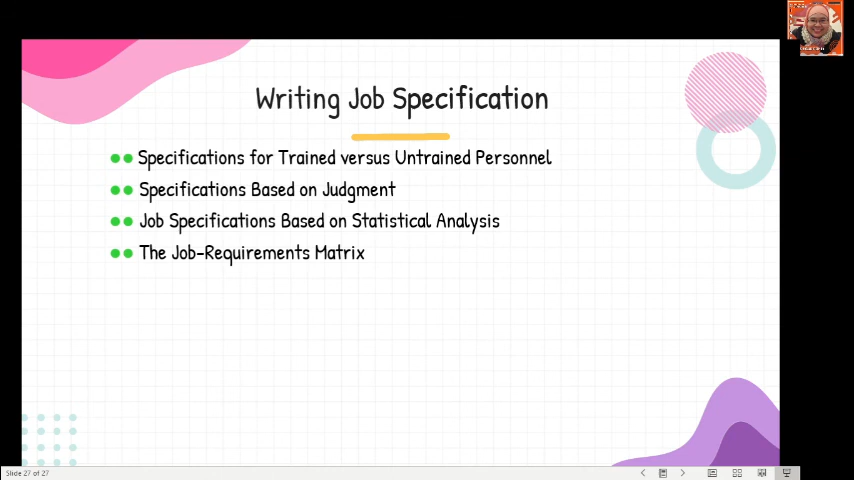 Writing Job Specification
Specifications for Trained versus Untrained Personnel
Specifications Based on Judgment
Job Specifications Based on Statistical Analysis
The Job-Requirements Matrix
Slide 27 of 27